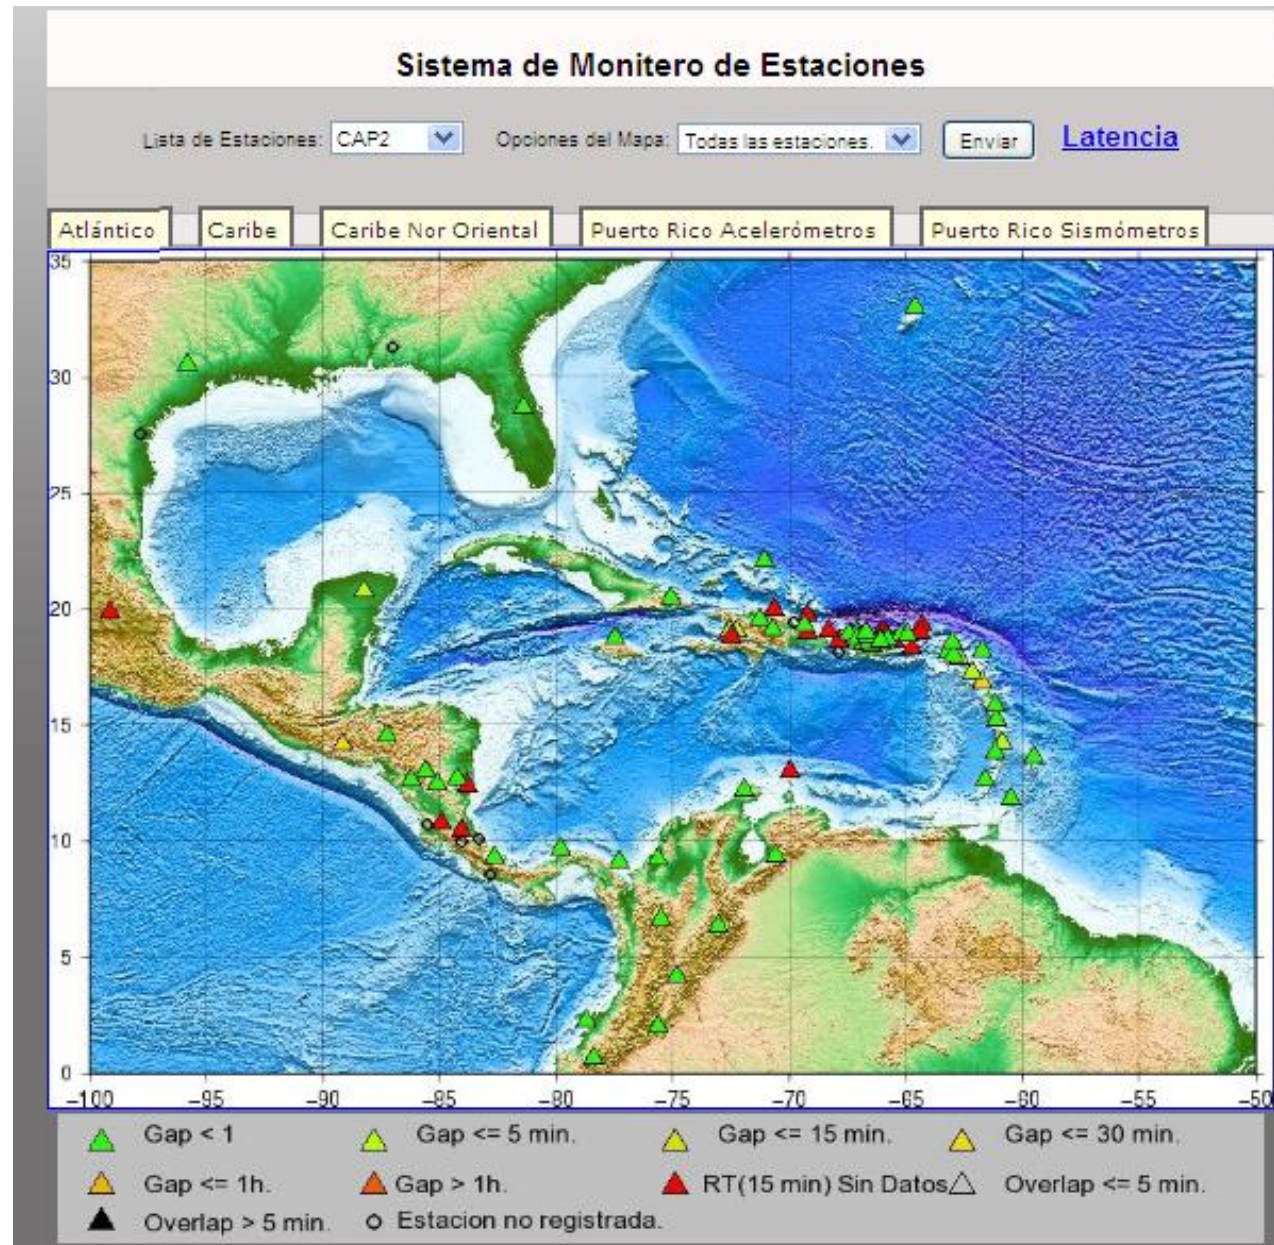 Sistema de Monitero de Estaciones
Lista de Estaciones: CAP2 Opciones del Mapa: Todas las estaciones. Enviar Latencia
Atlántico Caribe Caribe Nor Oriental Puerto Rico Acelerómetros Puerto Rico Sismómetros
35
30
25
20
15
10
5
0
-100 -95 -90 -85 -80 -75 -70 -65 -60 -55 -50
Gap < 1 Gap <= 5 min. Gap <= 15 min. Gap <= 30 min.
Gap <= 1h. Gap > 1h. RT(15 min) Sin Datos Overlap <= 5 min.
Overlap > 5 min. Estacion no registrada.